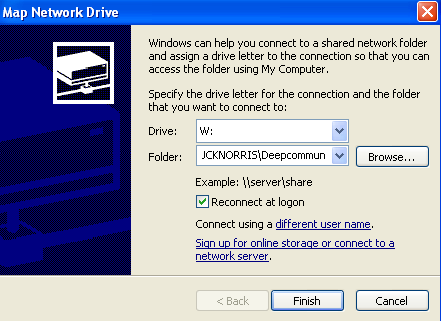 Map Network Drive
Windows can help you connect to a shared network folder
and assign a drive letter to the connection so that you can
access the folder using My Computer.
Specify the drive letter for the connection and the folder
that you want to connect to:
Drive: W:
Folder: JCKNORRIS\Deepcommun Browse...
Example: \\server\share
Reconnect at logon
Connect using a different user name.
Sign up for online storage or connect to a
network server.
< Back Finish Cancel